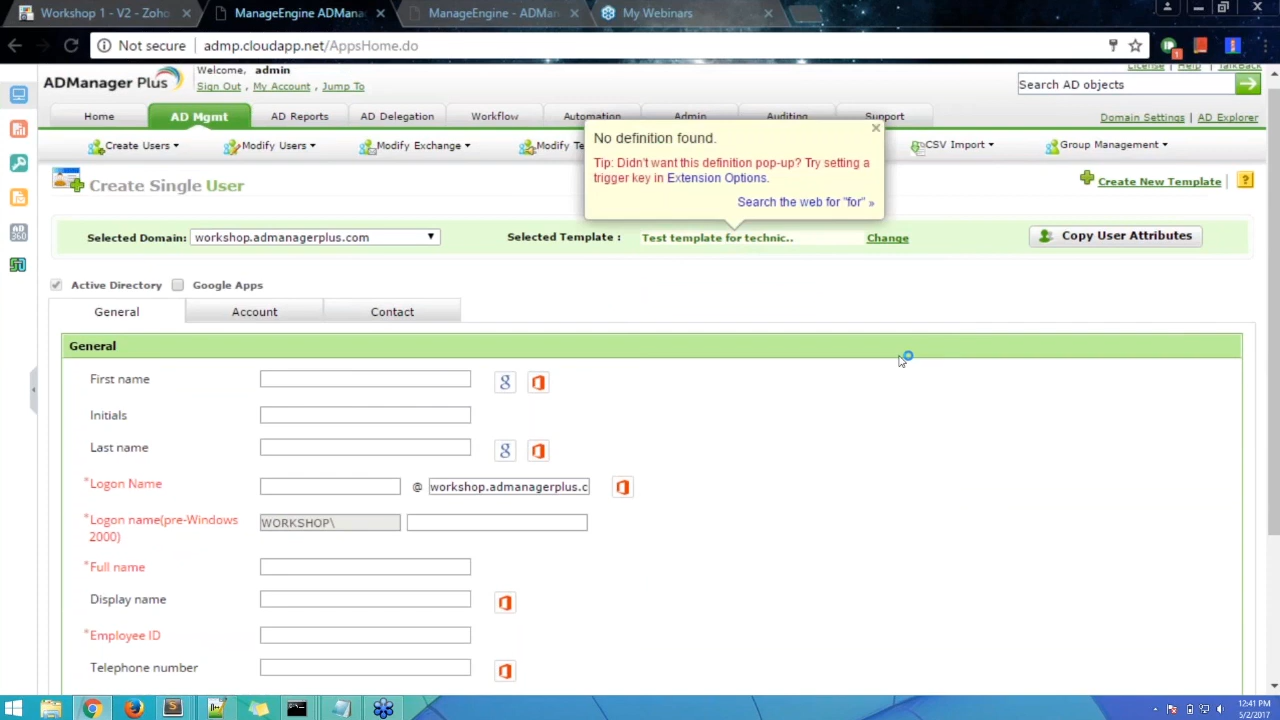 Workshop 1 - V2 - Zoho
ManageEngine ADMana
ManageEngine - ADMan
My Webinars
Not secure
admp.cloudapp.net/AppsHome.do
ADManager Plus
Welcome, admin
License | Help | TalkBack
Sign Out , My Account , Jump To
Search AD objects
Home
AD Mgmt
AD Reports
AD Delegation
Workflow
Automation
Admin
Auditing
Support
Domain Settings | AD Explorer
Create Users
Modify Users
Modify Exchange
Modify Te
CSV Import
Group Management
No definition found.
Tip: Didn't want this definition pop-up? Try setting a
trigger key in Extension Options.
Search the web for "for" »
Create Single User
Create New Template
?
Selected Domain:
workshop.admanagerplus.com
Selected Template :
Test template for technic..
Change
Copy User Attributes
Active Directory
Google Apps
General
Account
Contact
General
First name
Initials
Last name
*Logon Name
@
workshop.admanagerplus.c
*Logon name(pre-Windows
2000)
WORKSHOP\
*Full name
Display name
*Employee ID
Telephone number
12:41 PM
5/2/2017